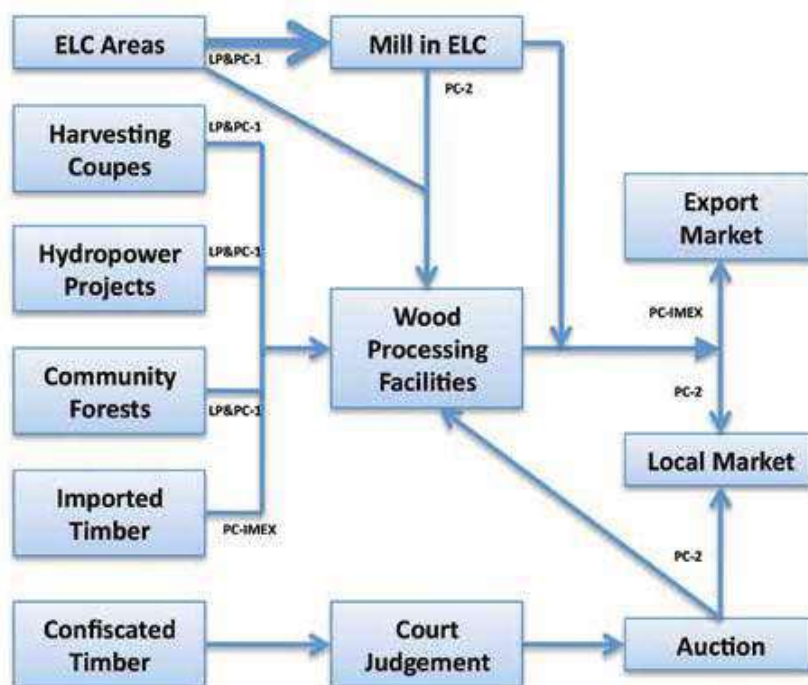 ELC Areas
LP&PC-1
Mill in ELC
PC-2
Harvesting
Coupes
LP&PC-1
Hydropower
Projects
LP&PC-1
Community
Forests
LP&PC-1
Imported
Timber
PC-IMEX
Wood
Processing
Facilities
Export
Market
PC-IMEX
PC-2
Local Market
PC-2
Confiscated
Timber
Court
Judgement
Auction